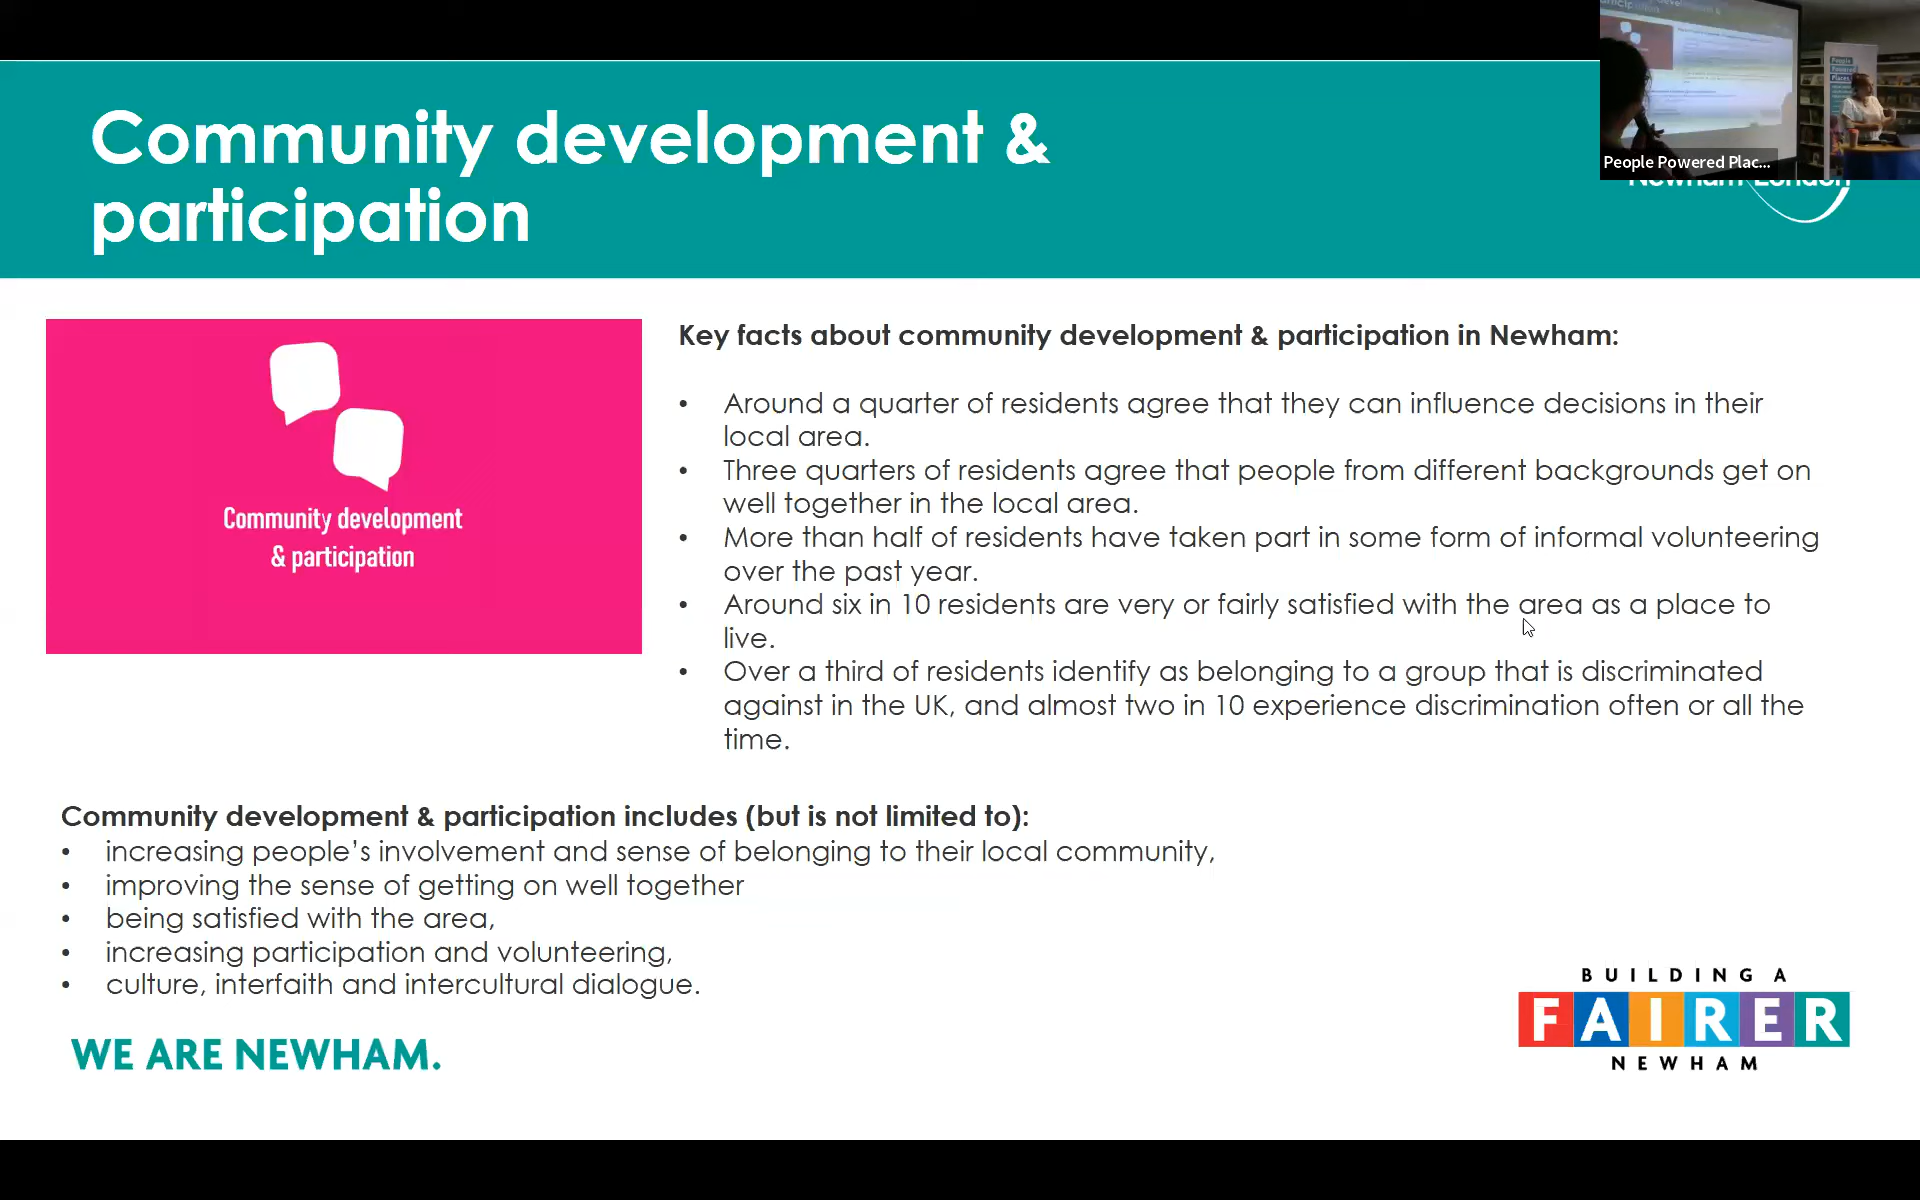 Community development &
participation
People Powered Plac...
Newham London
Community development
& participation
Key facts about community development & participation in Newham:
• Around a quarter of residents agree that they can influence decisions in their
local area.
• Three quarters of residents agree that people from different backgrounds get on
well together in the local area.
• More than half of residents have taken part in some form of informal volunteering
over the past year.
• Around six in 10 residents are very or fairly satisfied with the area as a place to
live.
• Over a third of residents identify as belonging to a group that is discriminated
against in the UK, and almost two in 10 experience discrimination often or all the
time.
Community development & participation includes (but is not limited to):
• increasing people’s involvement and sense of belonging to their local community,
• improving the sense of getting on well together
• being satisfied with the area,
• increasing participation and volunteering,
• culture, interfaith and intercultural dialogue.
WE ARE NEWHAM.
BUILDING A
FAIRER
NEWHAM
People
Powered
Places